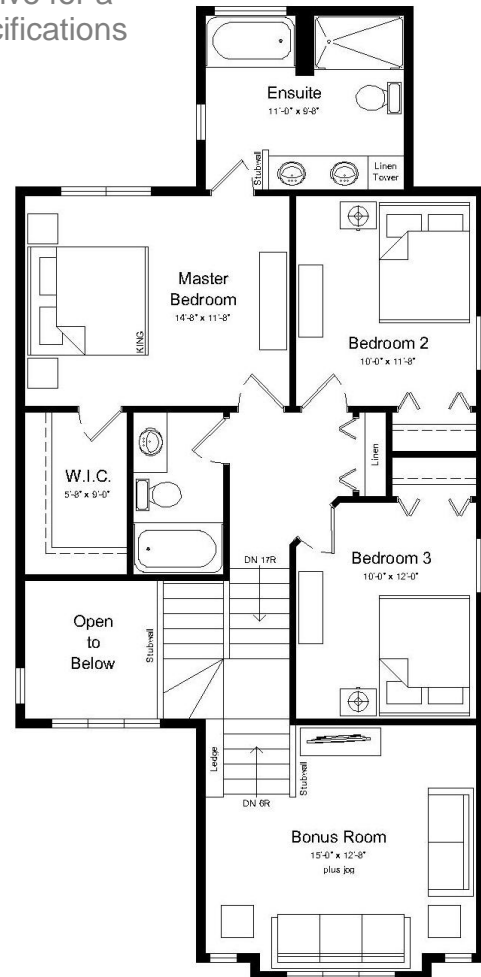 ive for a
cifications
Ensuite
11'-0" x 9'-8"
Stubwall
Linen
Tower
Master
Bedroom
14'-8" x 11'-8"
KING
Bedroom 2
10'-0" x 11'-8"
W.I.C.
5'-8" x 9'-0"
Linen
Bedroom 3
10'-0" x 12'-0"
DN 17R
Open
to
Below
Stubwall
Ledge
Stubwall
DN 6R
Bonus Room
15'-0" x 12'-8"
plus jog